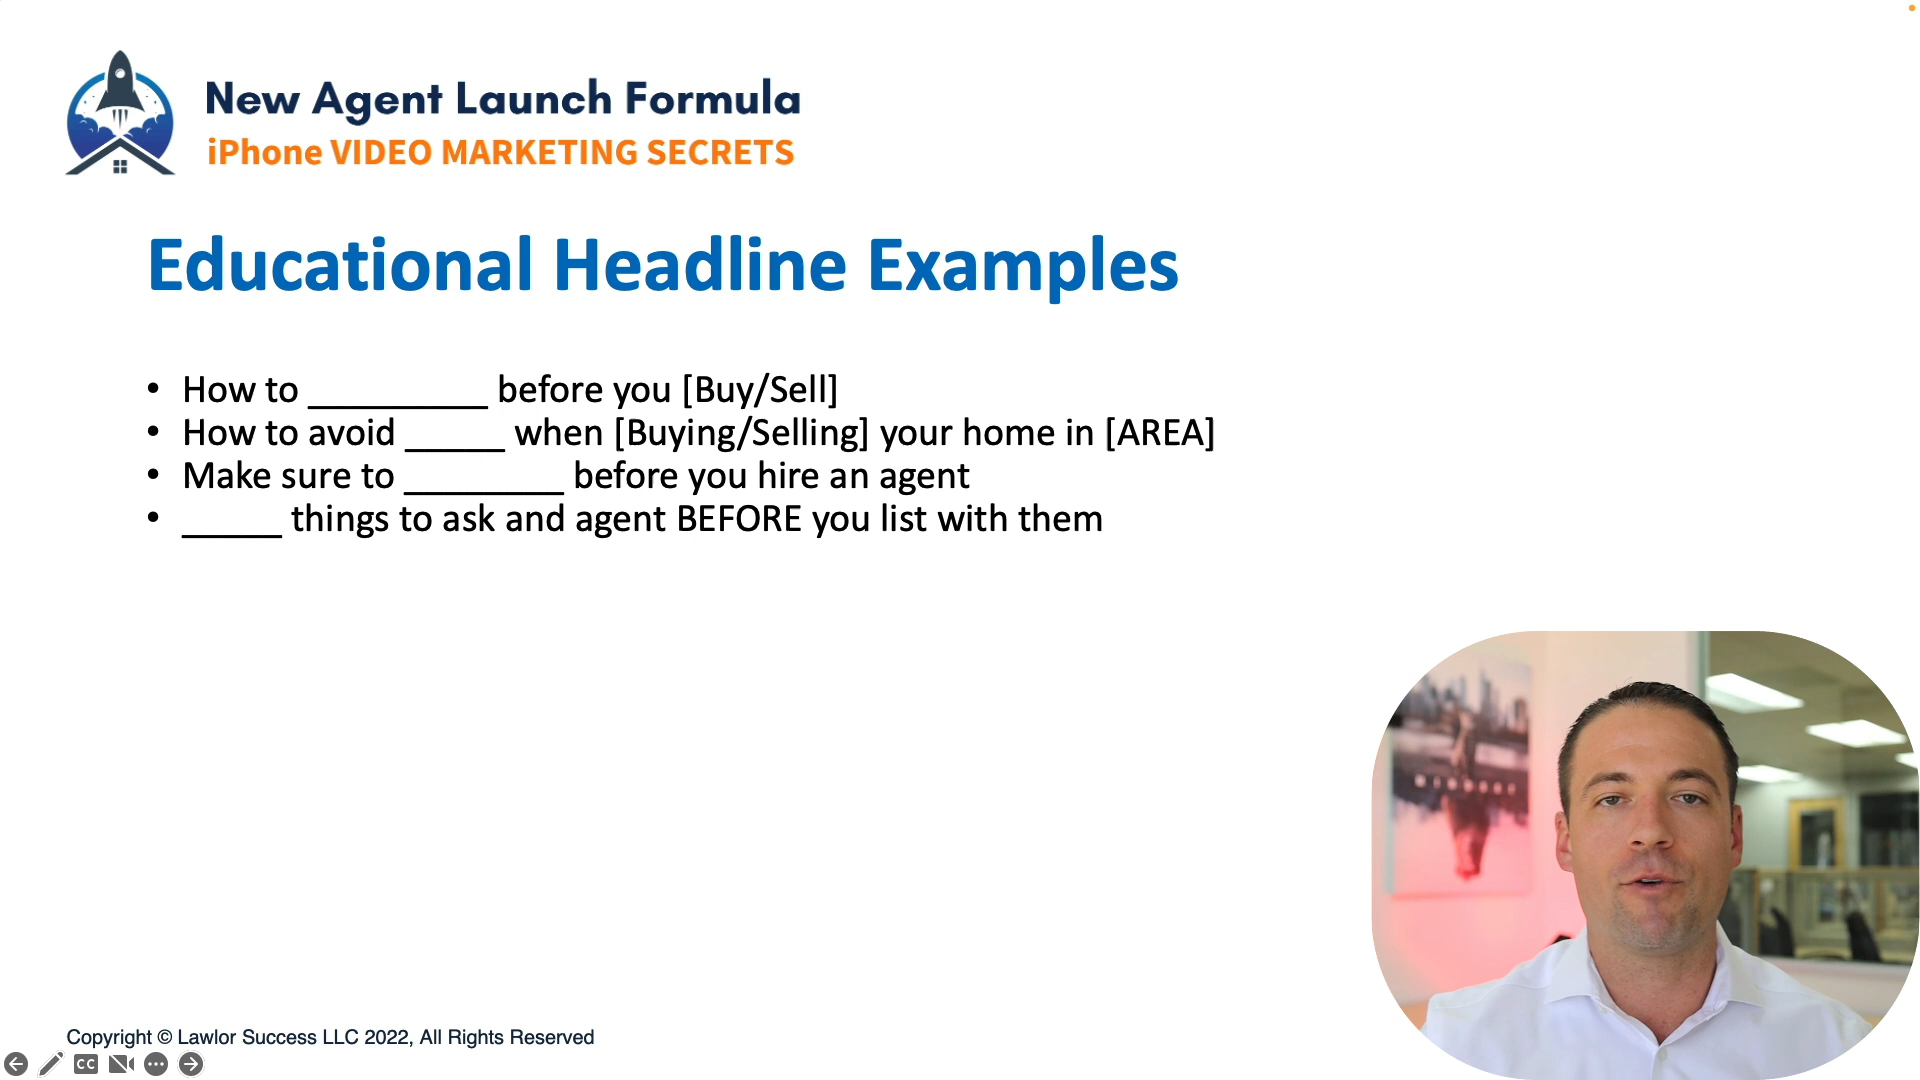 New Agent Launch Formula
iPhone VIDEO MARKETING SECRETS
Educational Headline Examples
• How to _________ before you [Buy/Sell]
• How to avoid _____ when [Buying/Selling] your home in [AREA]
• Make sure to ________ before you hire an agent
• _____ things to ask and agent BEFORE you list with them
Copyright © Lawlor Success LLC 2022, All Rights Reserved
CC